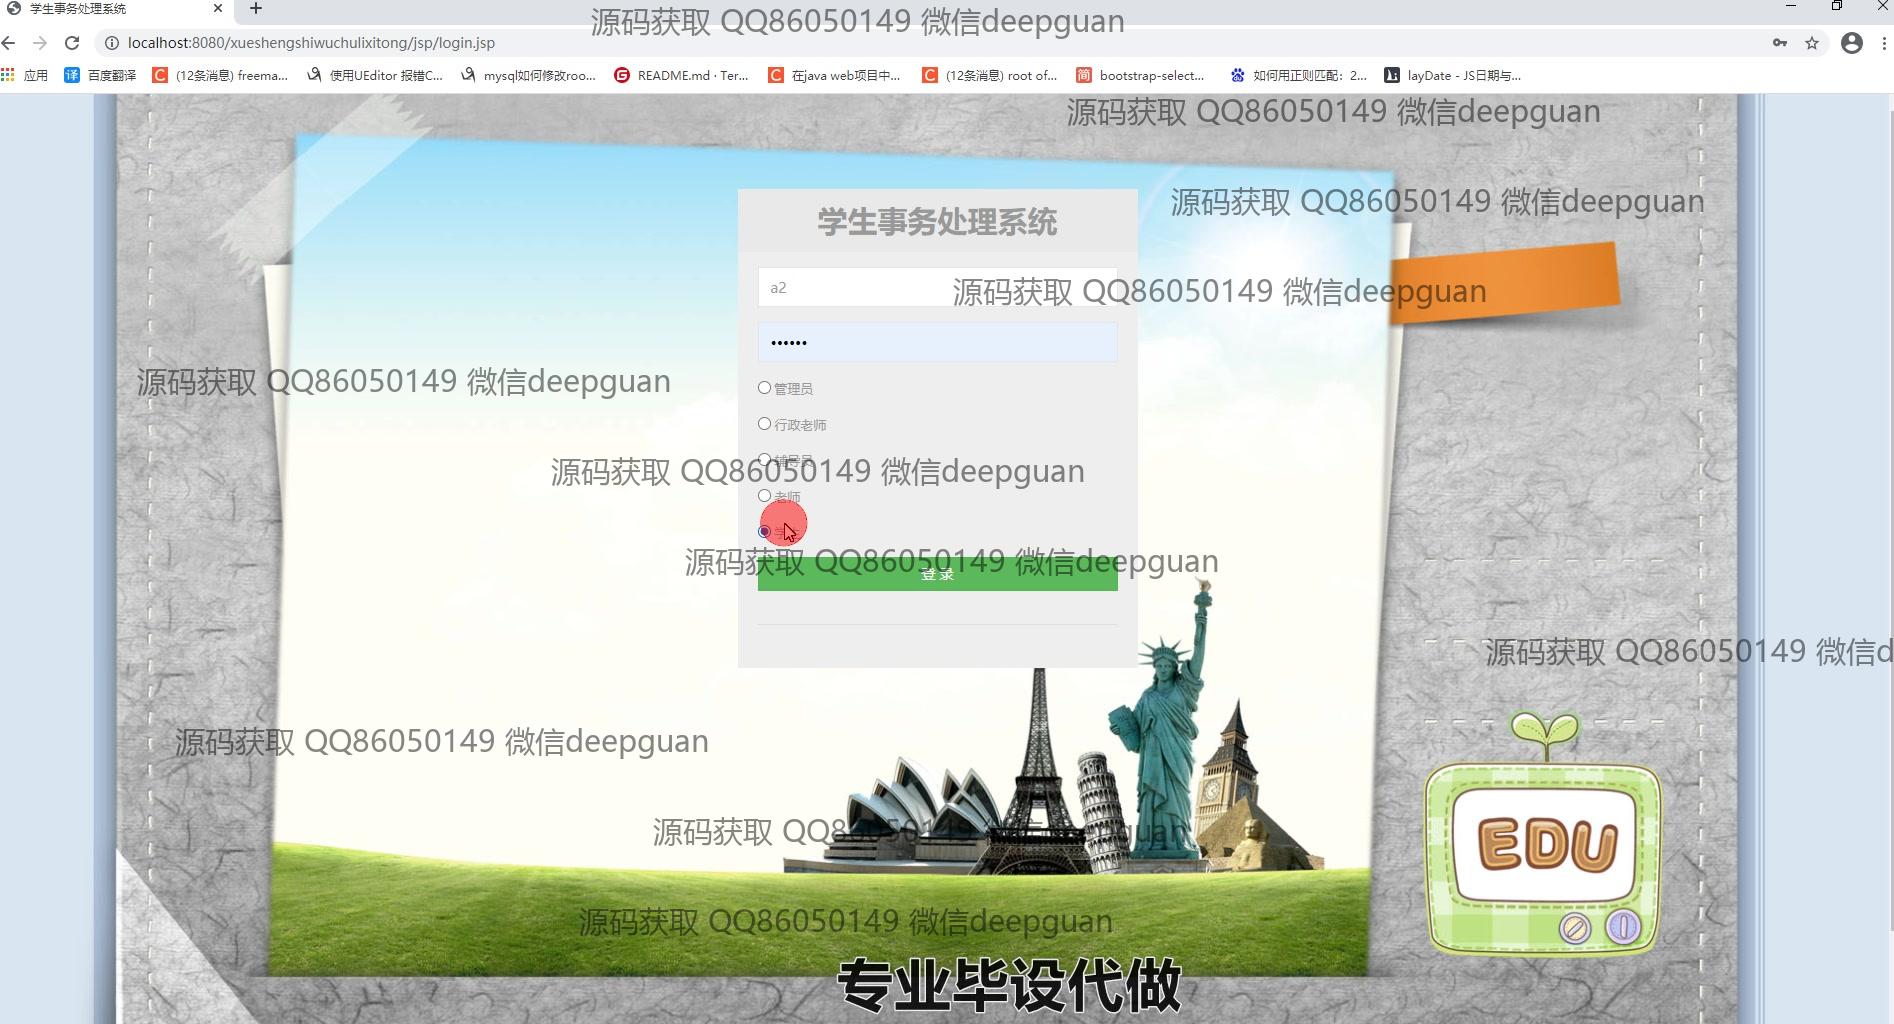 学生事务处理系统
源码获取 QQ86050149 微信deepguan
localhost:8080/xueshengshiwuchulixitong/jsp/login.jsp
应用
百度翻译
(12条消息) freema...
使用UEditor 报错C...
mysql如何修改roo...
README.md · Ter...
在java web项目中...
(12条消息) root of...
bootstrap-select...
如何用正则匹配：2...
layDate - JS日期与...
源码获取 QQ86050149 微信deepguan
源码获取 QQ86050149 微信deepguan
学生事务处理系统
a2
源码获取 QQ86050149 微信deepguan
••••••
源码获取 QQ86050149 微信deepguan
管理员
行政老师
辅导员
源码获取 QQ86050149 微信deepguan
老师
学生
源码获取 QQ86050149 微信deepguan
登录
源码获取 QQ86050149 微信d
源码获取 QQ86050149 微信deepguan
源码获取 QQ86050149 微信deepguan
EDU
源码获取 QQ86050149 微信deepguan
专业毕设代做